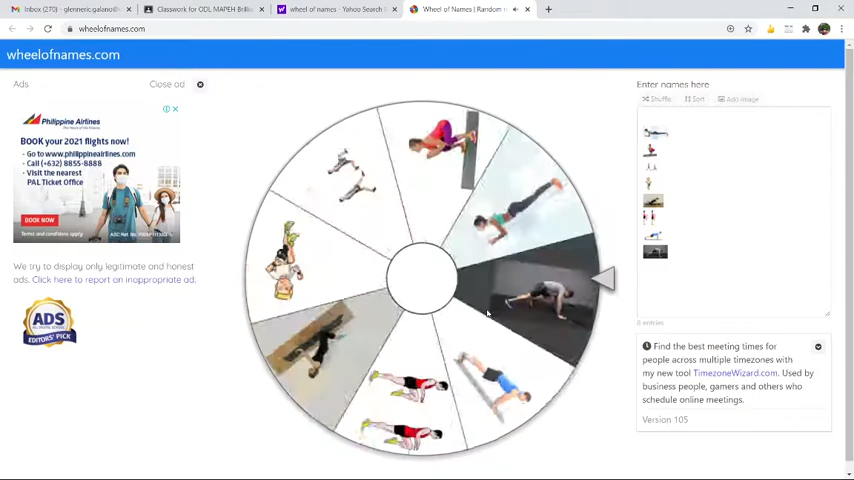 Inbox (270) - glenneric.galano@
Classwork for ODL MAPEH Brilli
wheel of names - Yahoo Search
Wheel of Names | Random
wheelofnames.com
wheelofnames.com
Ads
Close ad
Philippine Airlines
BOOK your 2021 flights now!
- Go to www.philippineairlines.com
- Call (+632) 8855-8888
- Visit the nearest
PAL Ticket Office
BOOK NOW
We try to display only legitimate and honest
ads. Click here to report an inappropriate ad.
ADS
EDITORS' PICK
Enter names here
Shuffle
Sort
Add image
8 entries
Find the best meeting times for
people across multiple timezones with
my new tool TimezoneWizard.com. Used by
business people, gamers and others who
schedule online meetings.
Version 105